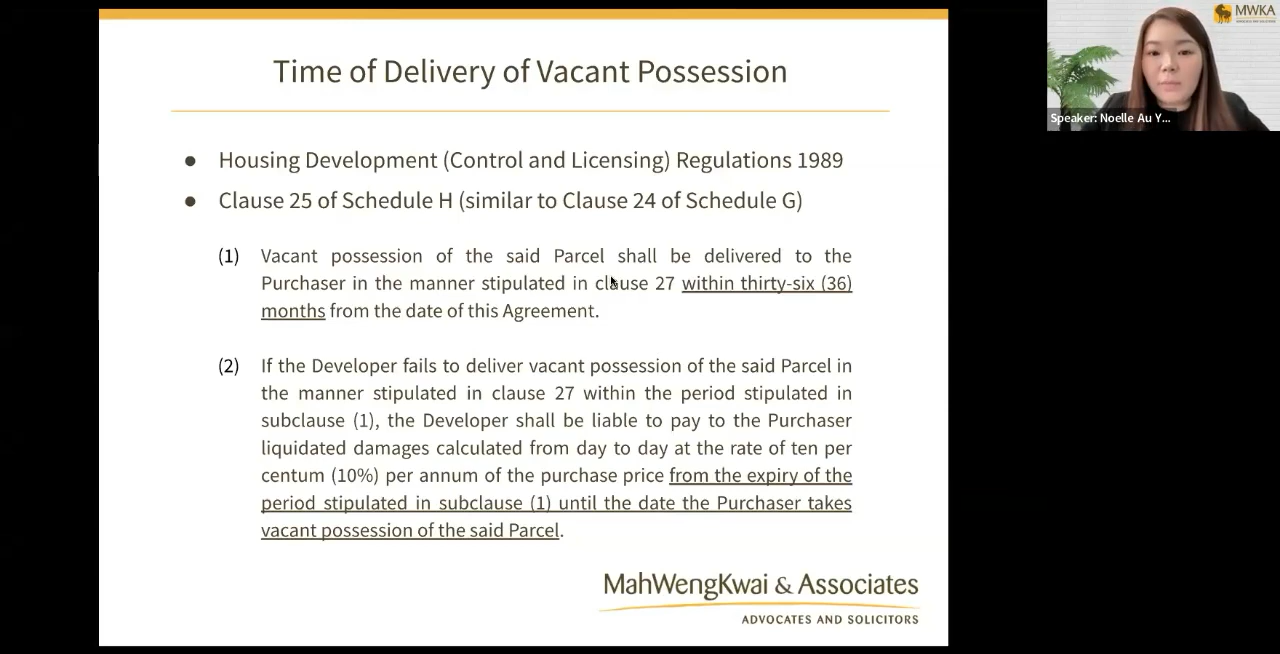 Time of Delivery of Vacant Possession
● Housing Development (Control and Licensing) Regulations 1989
● Clause 25 of Schedule H (similar to Clause 24 of Schedule G)
(1) Vacant possession of the said Parcel shall be delivered to the
Purchaser in the manner stipulated in clause 27 within thirty-six (36)
months from the date of this Agreement.
(2) If the Developer fails to deliver vacant possession of the said Parcel in
the manner stipulated in clause 27 within the period stipulated in
subclause (1), the Developer shall be liable to pay to the Purchaser
liquidated damages calculated from day to day at the rate of ten per
centum (10%) per annum of the purchase price from the expiry of the
period stipulated in subclause (1) until the date the Purchaser takes
vacant possession of the said Parcel.
MahWengKwai & Associates
ADVOCATES AND SOLICITORS
MWKA
Speaker: Noelle Au Y...